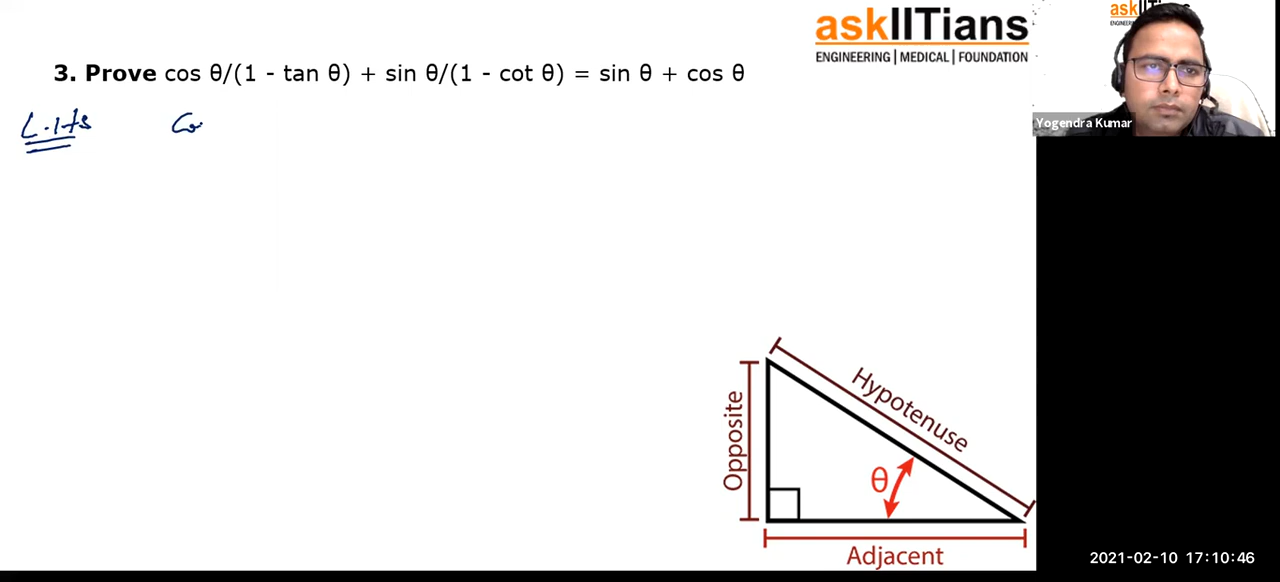 askIITians
ENGINEERING | MEDICAL | FOUNDATION
ask
3. Prove cos θ/(1 - tan θ) + sin θ/(1 - cot θ) = sin θ + cos θ
L.H.S
Yogendra Kumar
Hypotenuse
Opposite
θ
Adjacent
2021-02-10 17:10:46